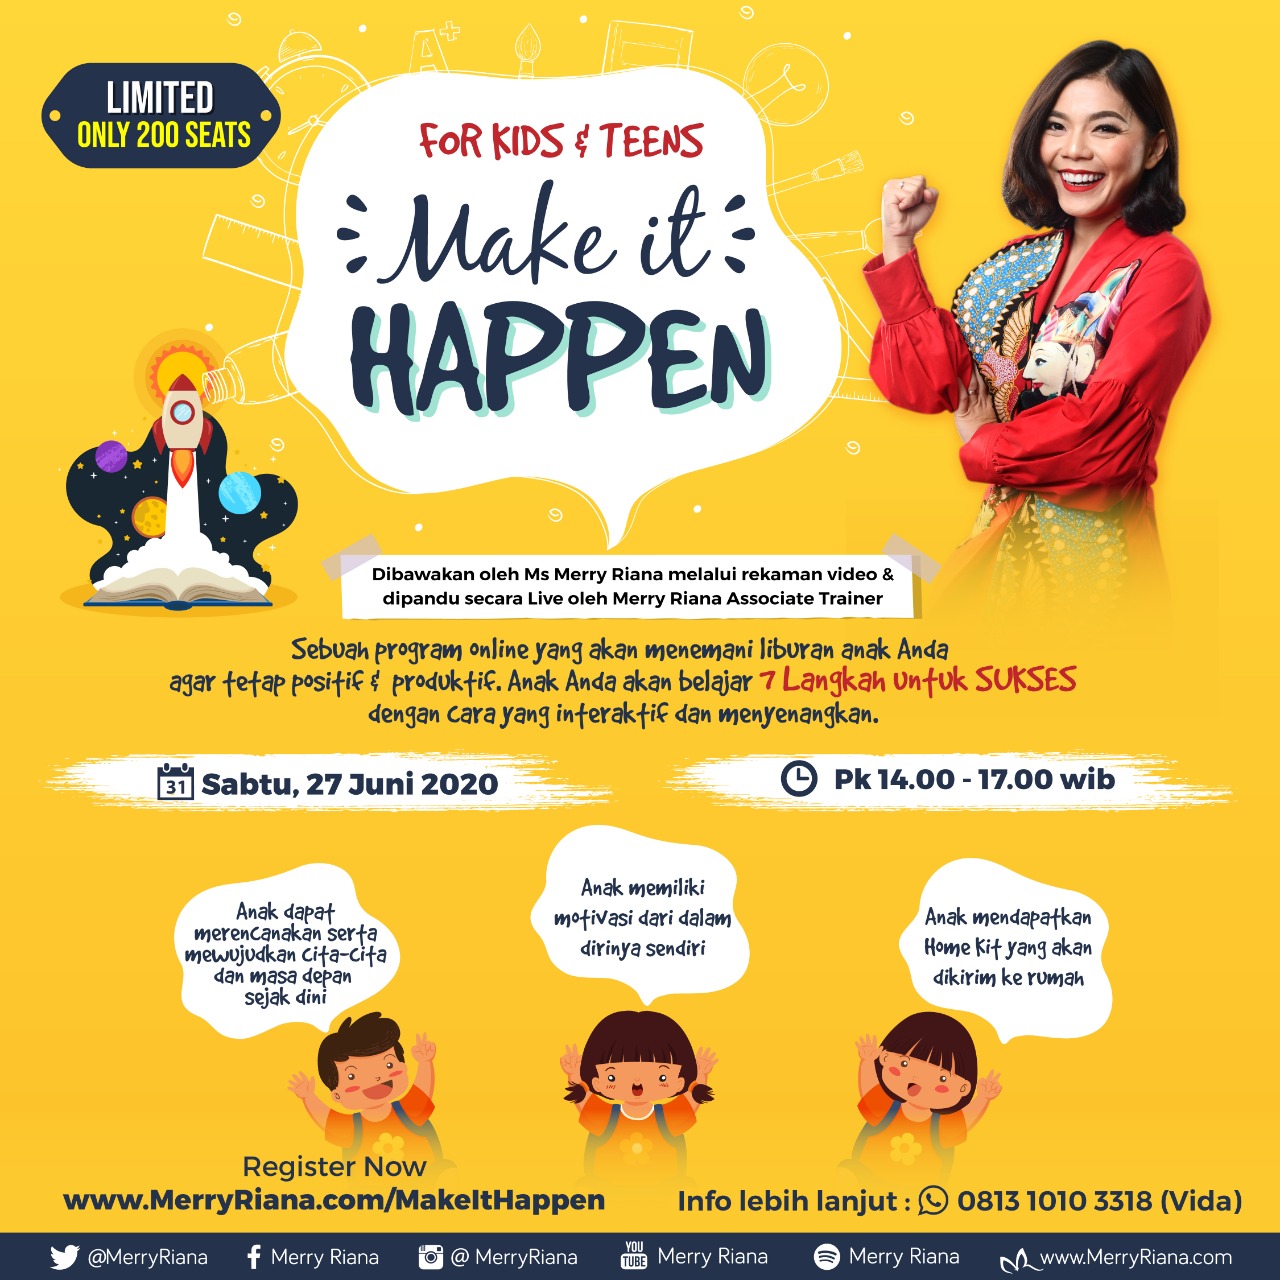 LIMITED
ONLY 200 SEATS
A+
FOR KIDS & TEENS
Make it
HAPPEN
Dibawakan oleh Ms Merry Riana melalui rekaman video &
dipandu secara Live oleh Merry Riana Associate Trainer
Sebuah program online yang akan menemani liburan anak Anda
agar tetap positif & produktif. Anak Anda akan belajar 7 Langkah untuk SUKSES
dengan cara yang interaktif dan menyenangkan.
31 Sabtu, 27 Juni 2020
Pk 14.00 - 17.00 wib
Anak dapat
merencanakan serta
mewujudkan cita-cita
dan masa depan
sejak dini
Anak memiliki
motivasi dari dalam
dirinya sendiri
Anak mendapatkan
Home Kit yang akan
dikirim ke rumah
Register Now
www.MerryRiana.com/MakeItHappen
Info lebih lanjut : 0813 1010 3318 (Vida)
@MerryRiana f Merry Riana @ MerryRiana YOU TUBE Merry Riana Merry Riana www.MerryRiana.com